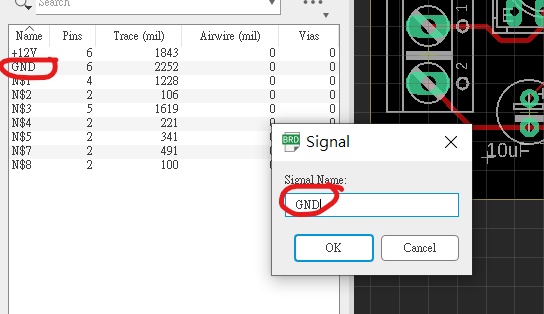 Search
Name Pins Trace (mil) Airwire (mil) Vias
+12V 6 1843 0 0
GND 6 2252 0 0
N$1 4 1228 0 0
N$2 2 106 0 0
N$3 5 1619 0 0
N$4 2 221 0
N$5 2 341 0
N$7 2 491 0
N$8 2 100 0
BRD Signal
Signal Name:
GND
OK Cancel
1
2
10uF